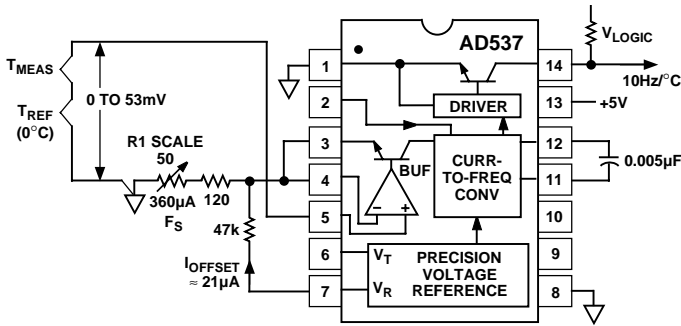 AD537
V_LOGIC
T_MEAS
T_REF
(0°C)
0 TO 53mV
R1 SCALE
50
360μA
F_S
120
47k
I_OFFSET
≈ 21μA
1
2
3
4
5
6
7
14
13
12
11
10
9
8
DRIVER
BUF
CURR-
TO-FREQ
CONV
− +
V_T
V_R
PRECISION
VOLTAGE
REFERENCE
10Hz/°C
+5V
0.005μF